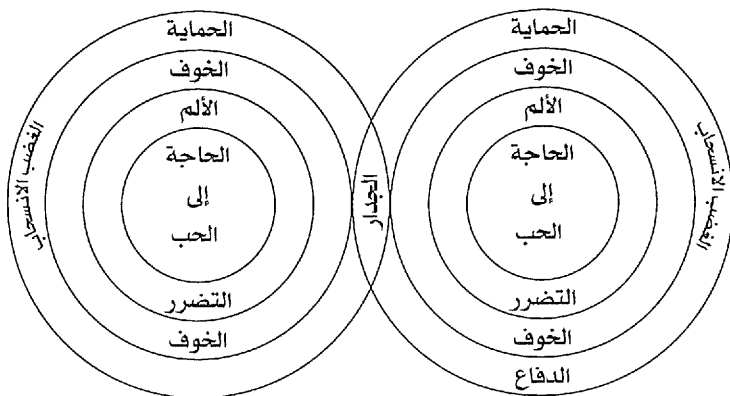 الحماية
الخوف
الألم
الحاجة
إلى
الحب
التضرر
الخوف
الغضب الانسحاب
الجدار
الحماية
الخوف
الألم
الحاجة
إلى
الحب
التضرر
الخوف
الدفاع
الغضب الانسحاب